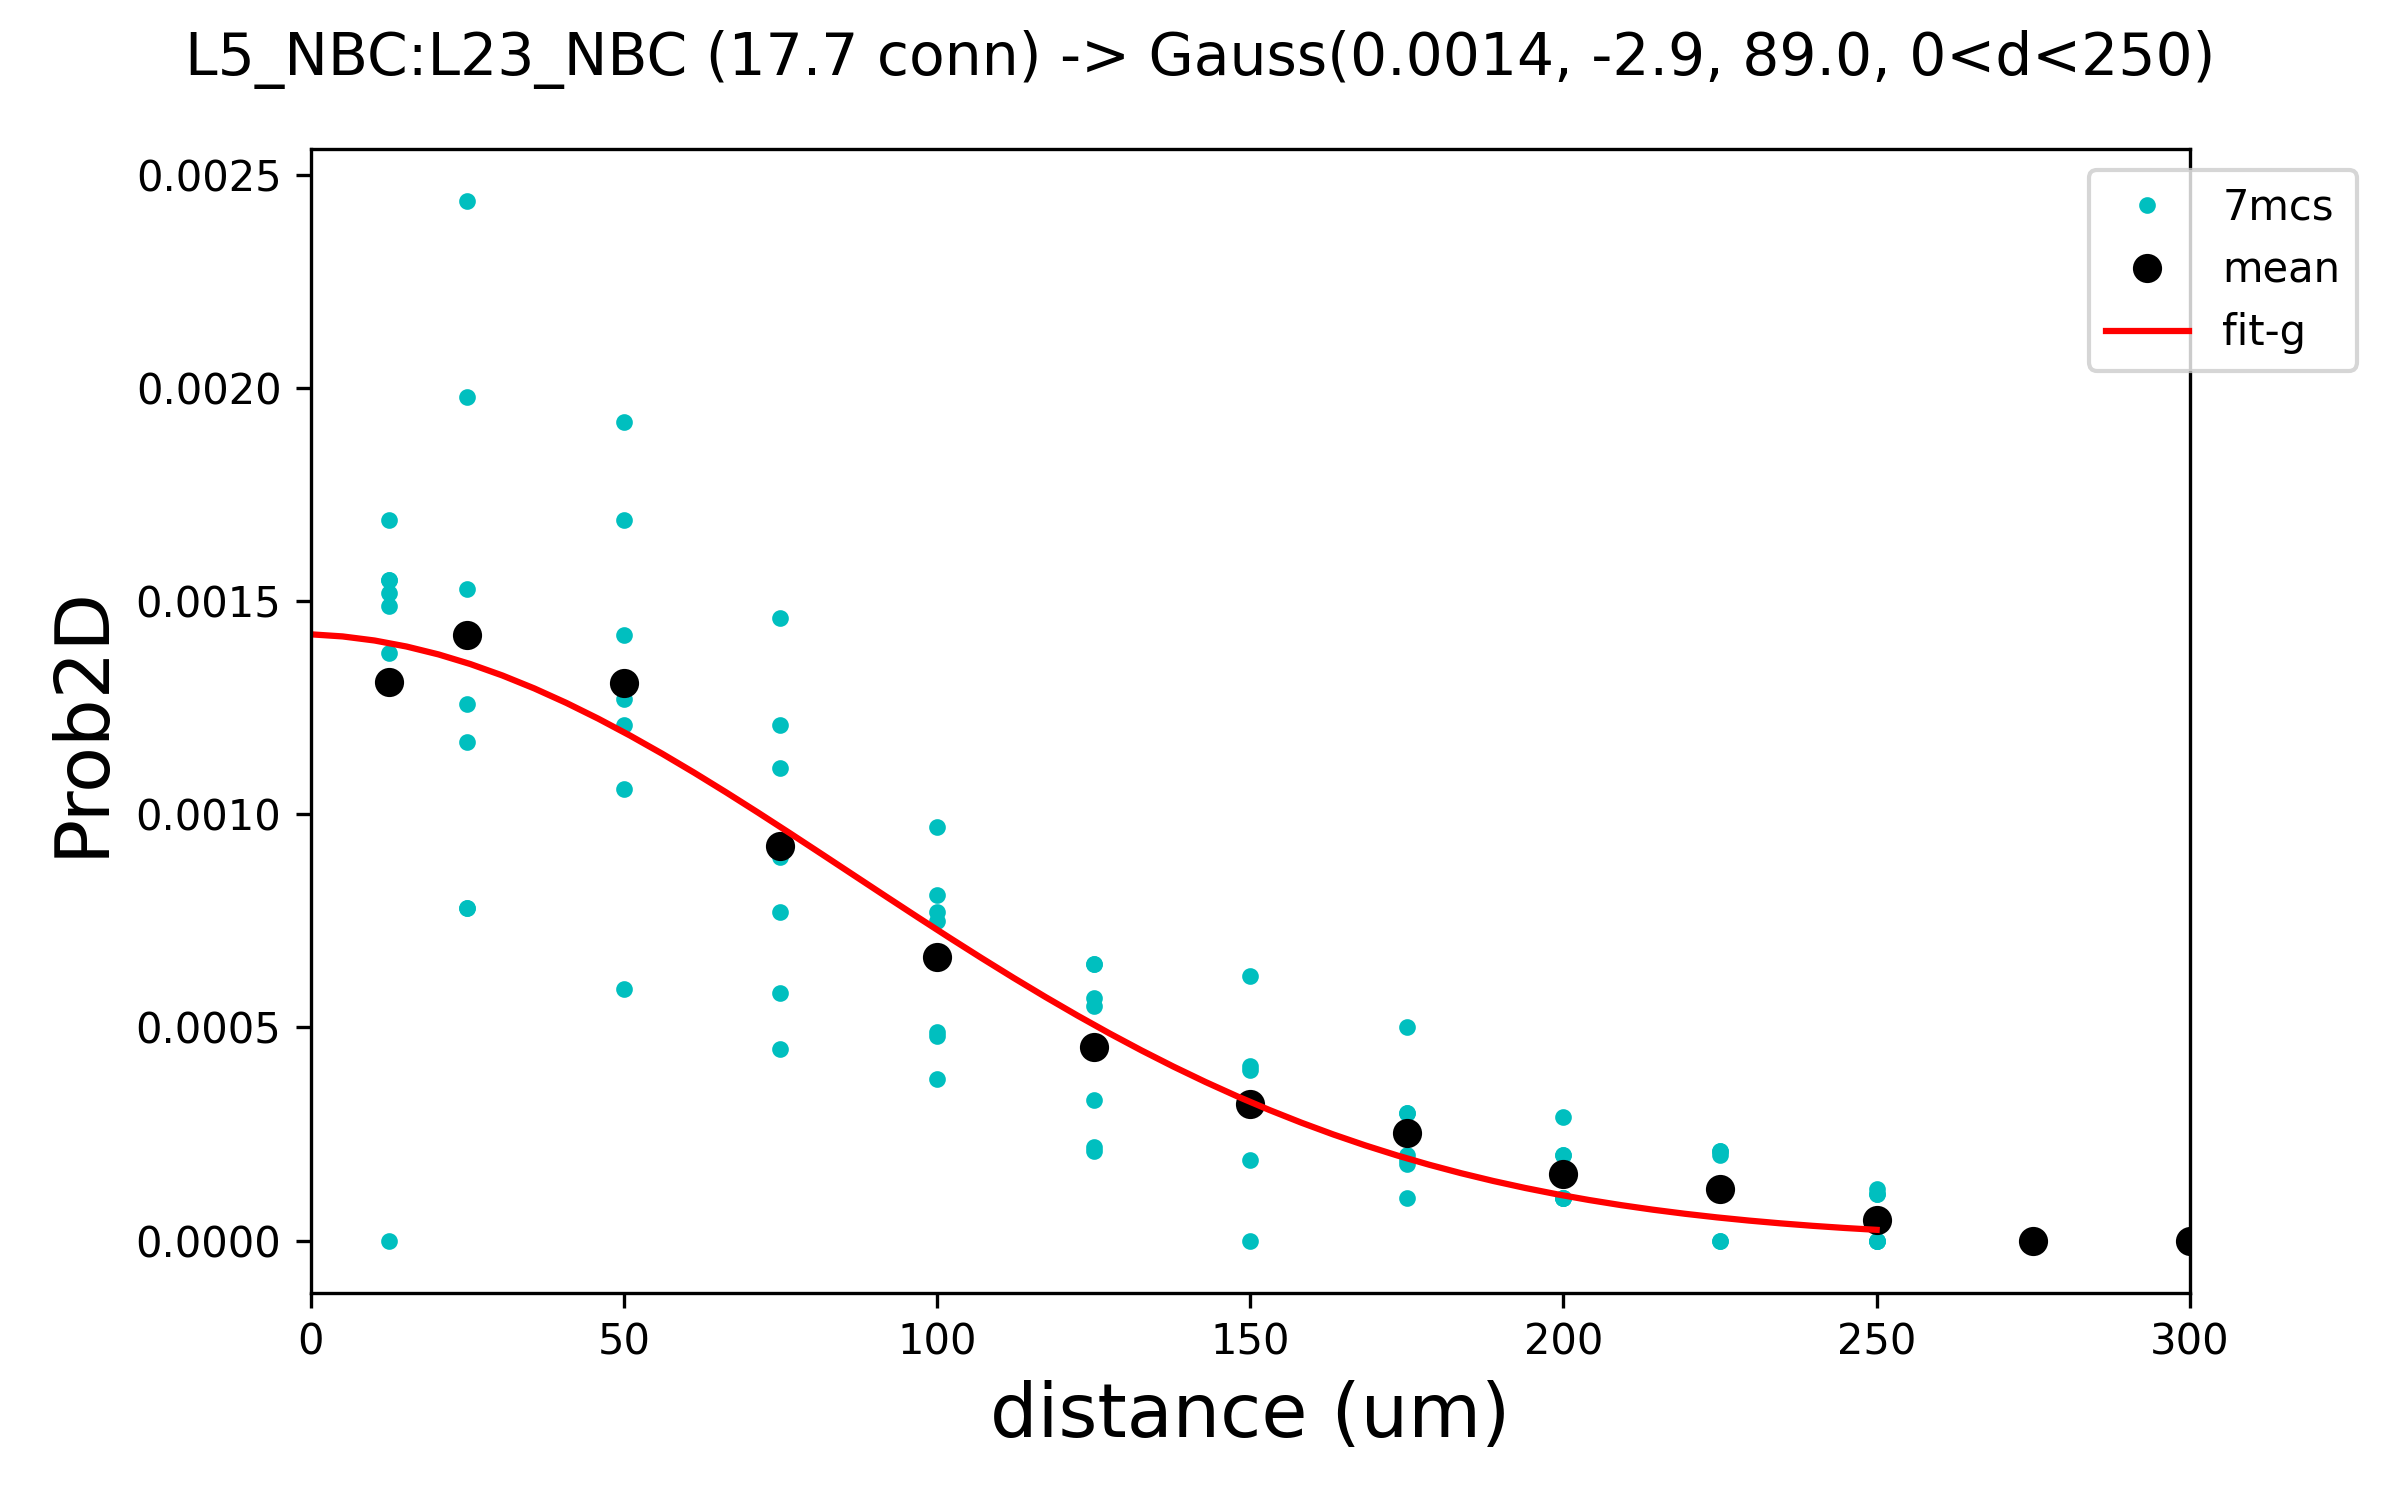 L5_NBC:L23_NBC (17.7 conn) -> Gauss(0.0014, -2.9, 89.0, 0<d<250)
0.0025
0.0020
0.0015
0.0010
0.0005
0.0000
Prob2D
7mcs
mean
fit-g
0 50 100 150 200 250 300
distance (um)